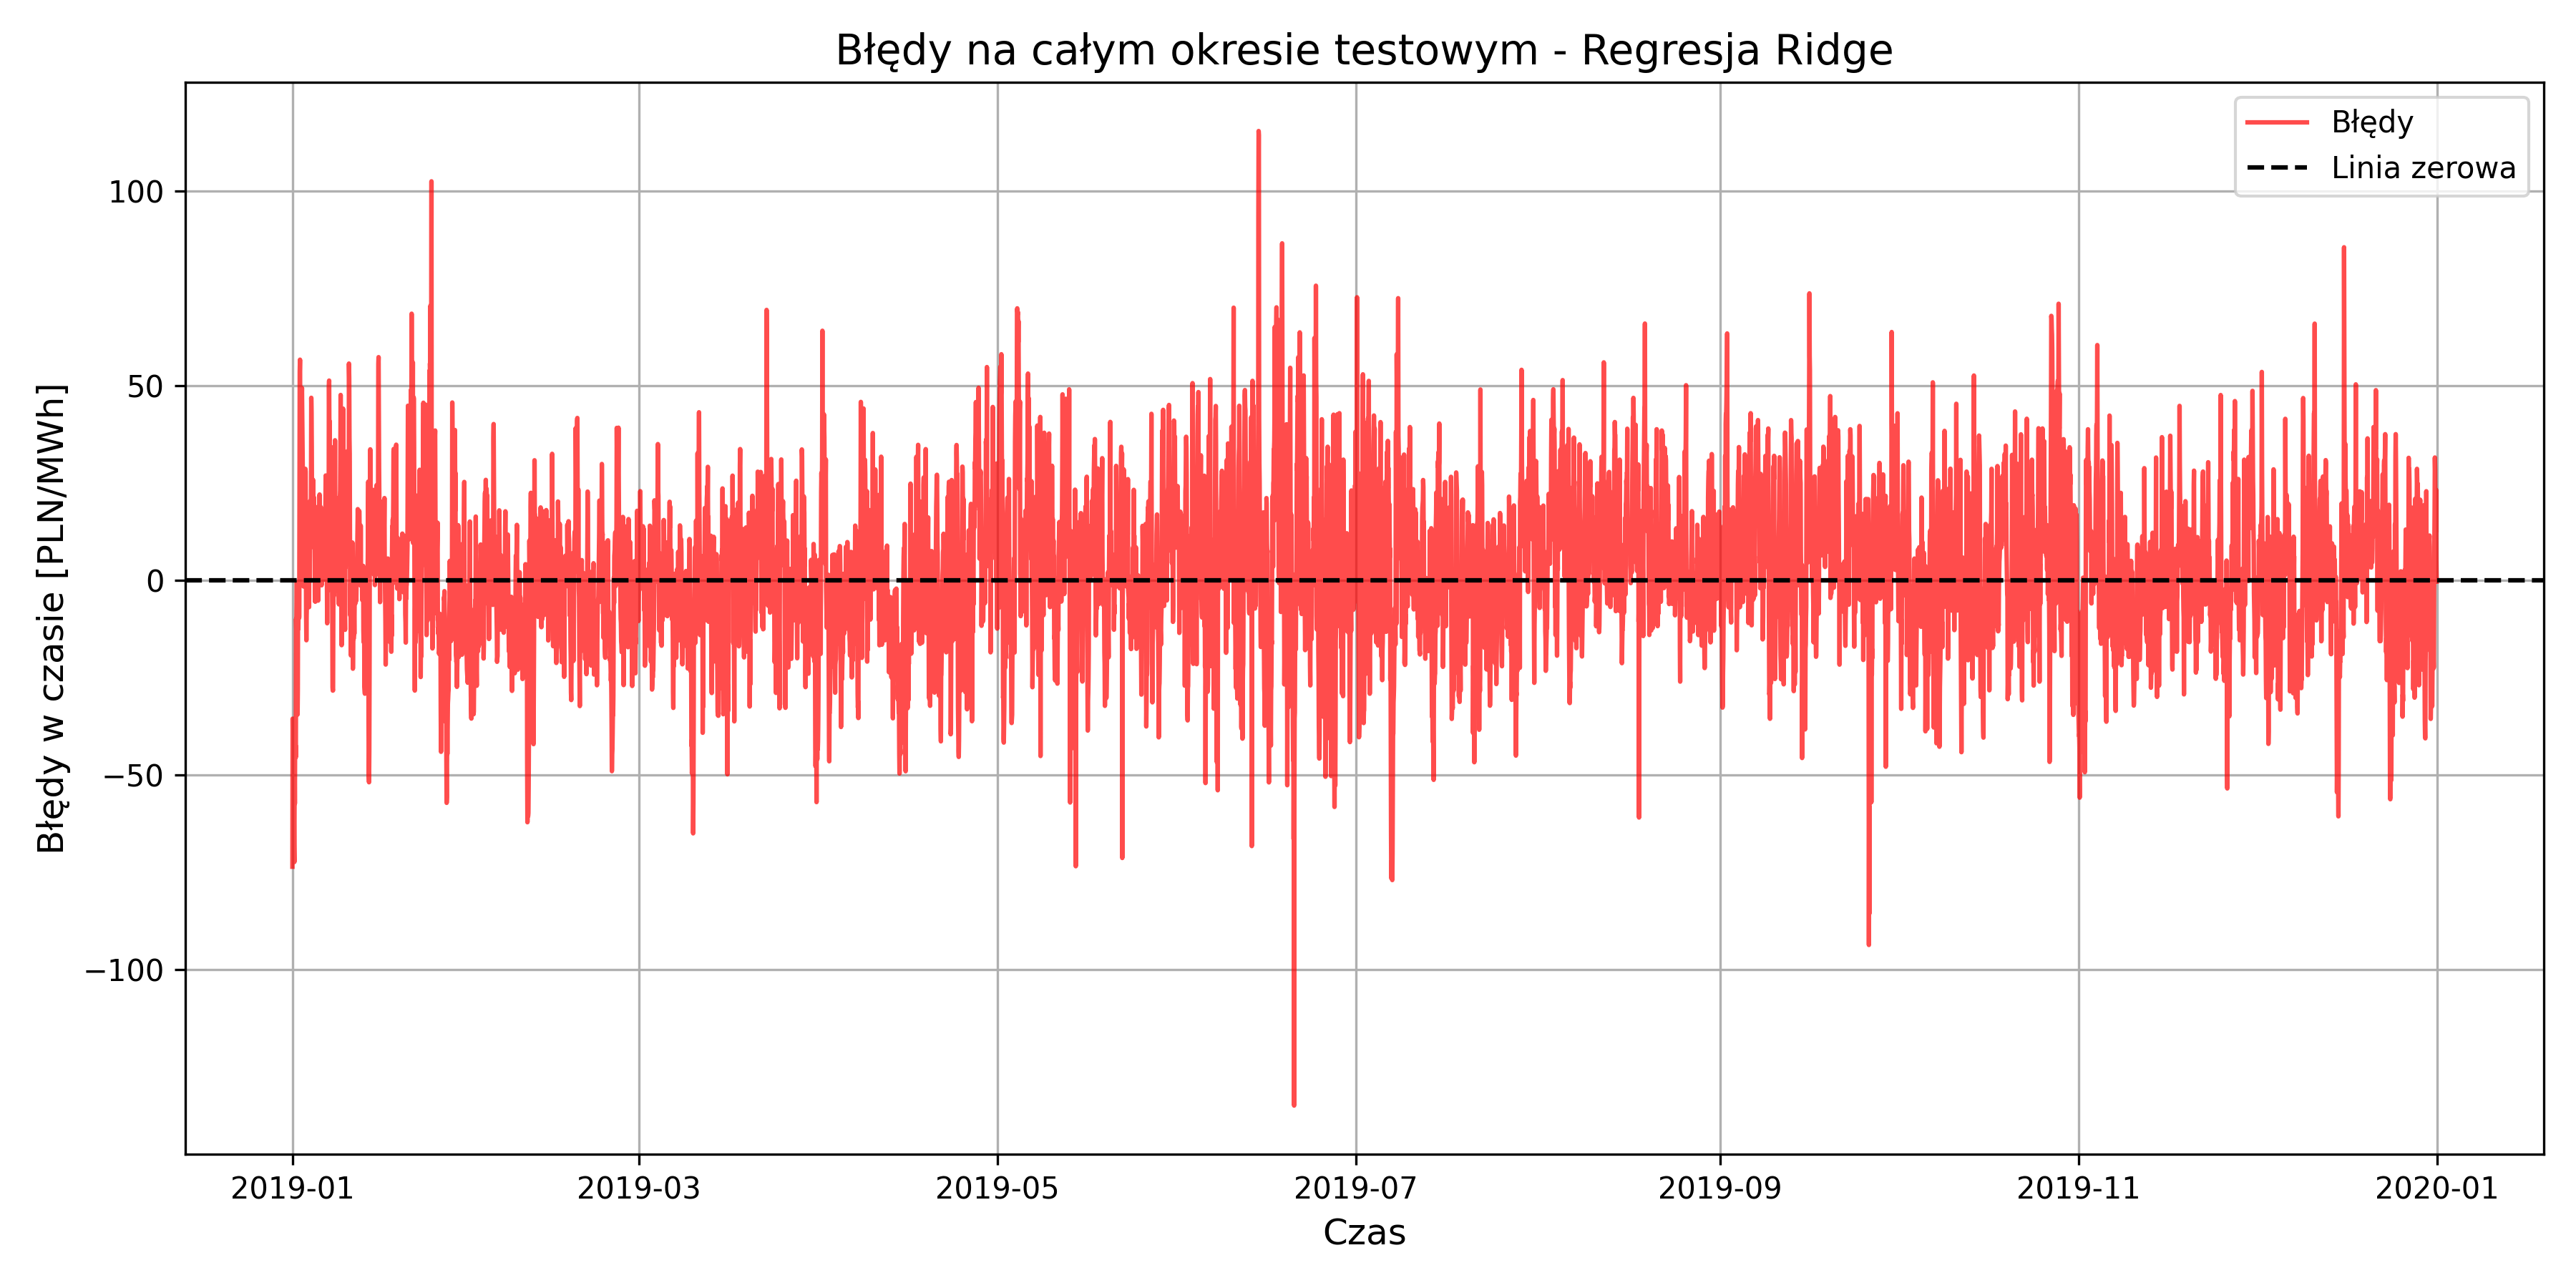 Błędy na całym okresie testowym - Regresja Ridge
Błędy
Linia zerowa
Błędy w czasie [PLN/MWh]
100
50
0
−50
−100
2019-01
2019-03
2019-05
2019-07
2019-09
2019-11
2020-01
Czas